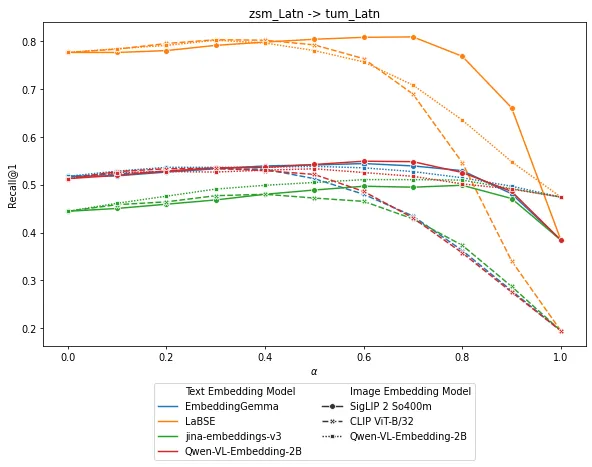 zsm_Latn -> tum_Latn
Recall@1
0.8
0.7
0.6
0.5
0.4
0.3
0.2
0.0 0.2 0.4 0.6 0.8 1.0
α
Text Embedding Model Image Embedding Model
EmbeddingGemma SigLIP 2 So400m
LaBSE CLIP ViT-B/32
jina-embeddings-v3 Qwen-VL-Embedding-2B
Qwen-VL-Embedding-2B